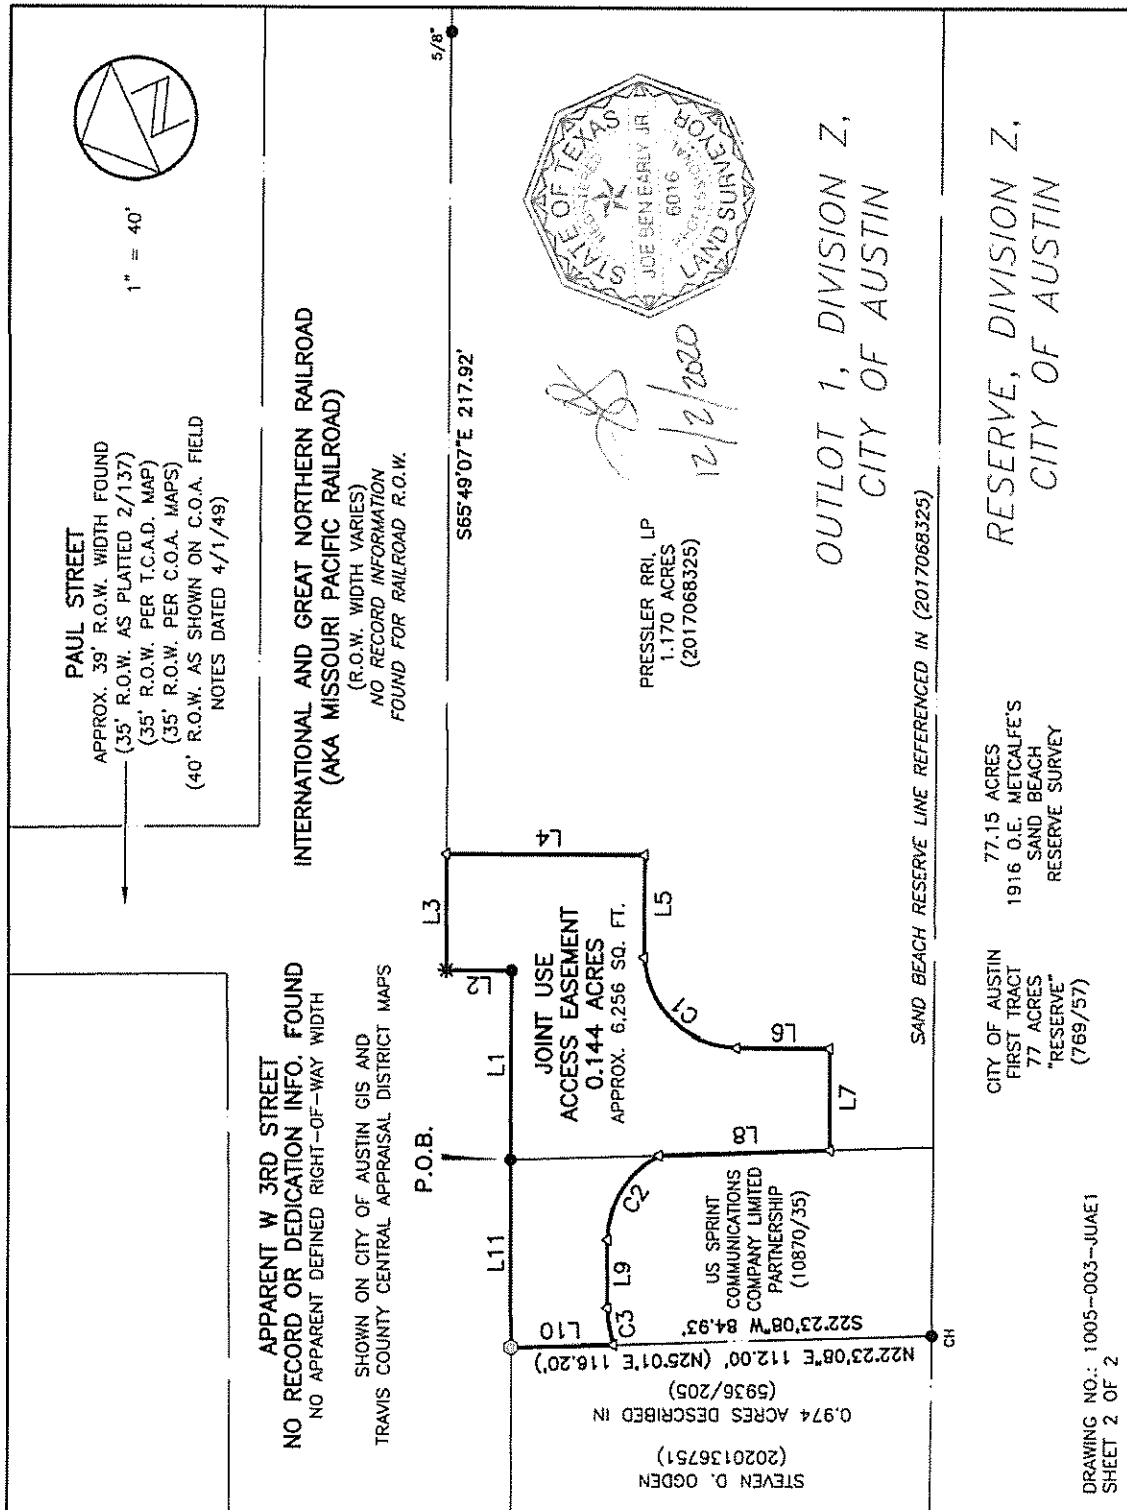 PAUL STREET
APPROX. 39' R.O.W. WIDTH FOUND
(35' R.O.W. AS PLATTED 2/137)
(35' R.O.W. PER T.C.A.D. MAP)
(35' R.O.W. PER C.O.A. MAPS)
(40' R.O.W. AS SHOWN ON C.O.A. FIELD
NOTES DATED 4/1/49)
N
1" = 40'
APPARENT W 3RD STREET
NO RECORD OR DEDICATION INFO. FOUND
NO APPARENT DEFINED RIGHT-OF-WAY WIDTH
SHOWN ON CITY OF AUSTIN GIS AND
TRAVIS COUNTY CENTRAL APPRAISAL DISTRICT MAPS
INTERNATIONAL AND GREAT NORTHERN RAILROAD
(AKA MISSOURI PACIFIC RAILROAD)
(R.O.W. WIDTH VARIES)
NO RECORD INFORMATION
FOUND FOR RAILROAD R.O.W.
P.O.B.
L3
S65°49'07"E 217.92'
5/8"
L2
L11
L1
L4
L10
JOINT USE
ACCESS EASEMENT
0.144 ACRES
APPROX. 6,256 SQ. FT.
L5
C3
L9
C2
C1
L6
L8
L7
US SPRINT
COMMUNICATIONS
COMPANY LIMITED
PARTNERSHIP
(10870/35)
S22°23'08"W 84.93'
N22°23'08"E 112.00' (N25°01'E 116.20')
0.974 ACRES DESCRIBED IN
(5936/205)
STEVEN D. OGDEN
(2020136751)
CH
PRESSLER RRI, LP
1.170 ACRES
(2017068325)
12/2/2020
STATE OF TEXAS
REGISTERED
JOE BEN EARLY JR.
6016
PROFESSIONAL
LAND SURVEYOR
OUTLOT 1, DIVISION Z,
CITY OF AUSTIN
SAND BEACH RESERVE LINE REFERENCED IN (2017068325)
CITY OF AUSTIN
FIRST TRACT
77 ACRES
"RESERVE"
(769/57)
77.15 ACRES
1916 O.E. METCALFE'S
SAND BEACH
RESERVE SURVEY
RESERVE, DIVISION Z,
CITY OF AUSTIN
DRAWING NO.: 1005-003-JUAE1
SHEET 2 OF 2